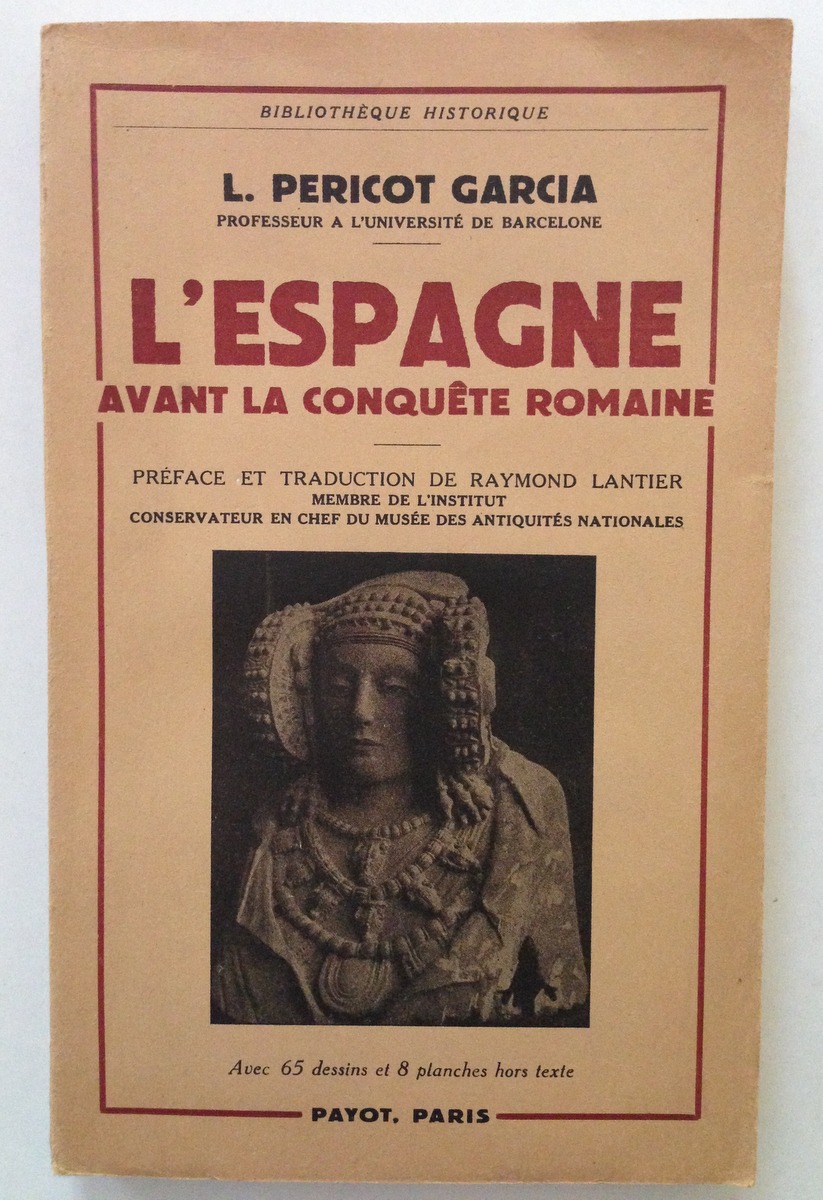 BIBLIOTHÈQUE HISTORIQUE
L. PERICOT GARCIA
PROFESSEUR A L'UNIVERSITÉ DE BARCELONE
L'ESPAGNE
AVANT LA CONQUÊTE ROMAINE
PRÉFACE ET TRADUCTION DE RAYMOND LANTIER
MEMBRE DE L'INSTITUT
CONSERVATEUR EN CHEF DU MUSÉE DES ANTIQUITÉS NATIONALES
Avec 65 dessins et 8 planches hors texte
PAYOT, PARIS